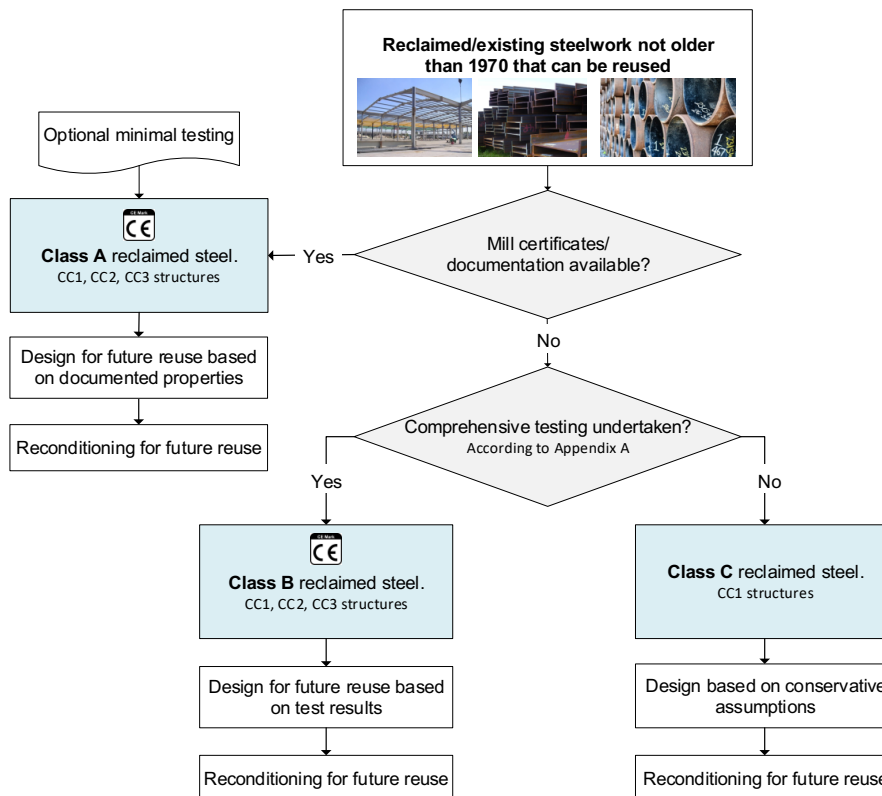 Reclaimed/existing steelwork not older
than 1970 that can be reused
Optional minimal testing
CE Mark
CE
Class A reclaimed steel.
CC1, CC2, CC3 structures
Yes
Mill certificates/
documentation available?
No
Design for future reuse based
on documented properties
Reconditioning for future reuse
Comprehensive testing undertaken?
According to Appendix A
Yes
No
CE Mark
CE
Class B reclaimed steel.
CC1, CC2, CC3 structures
Class C reclaimed steel.
CC1 structures
Design for future reuse based
on test results
Design based on conservative
assumptions
Reconditioning for future reuse
Reconditioning for future reuse